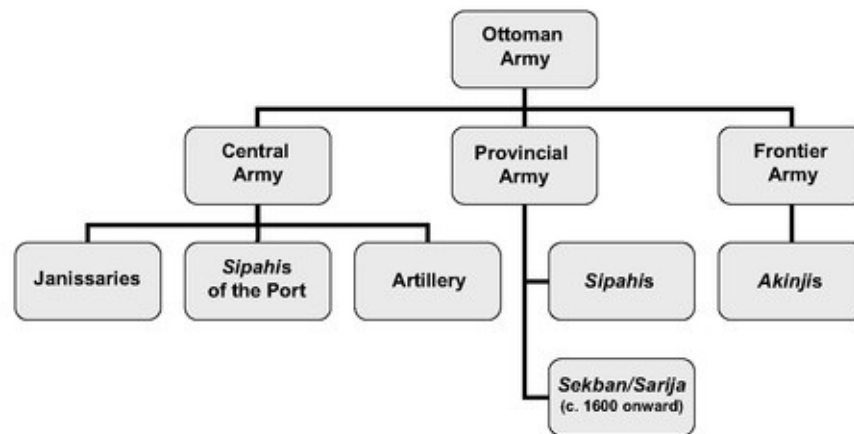 Ottoman
Army
Central
Army
Provincial
Army
Frontier
Army
Janissaries
Sipahis
of the Port
Artillery
Sipahis
Akinjis
Sekban/Sarija
(c. 1600 onward)